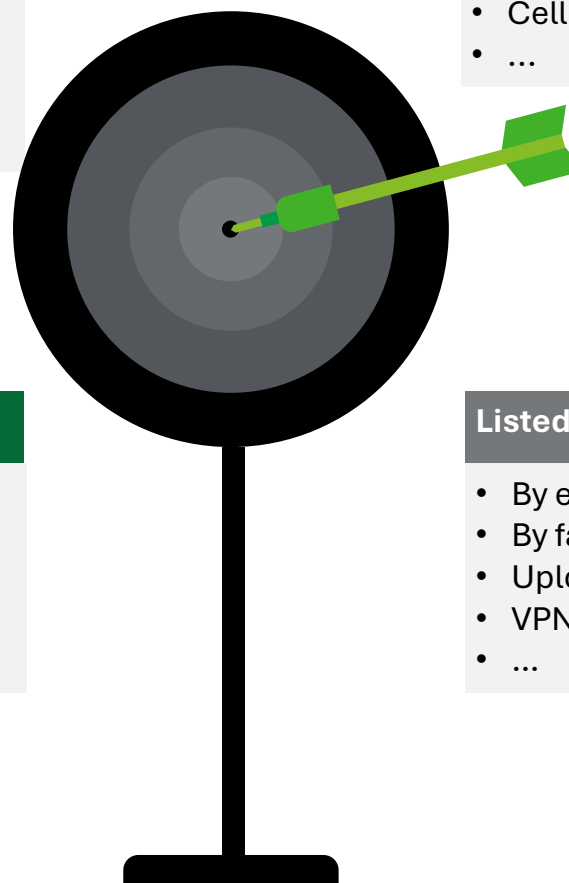 • Cell
• ...
Listed
• By e
• By fa
• Uplo
• VPN
• ...